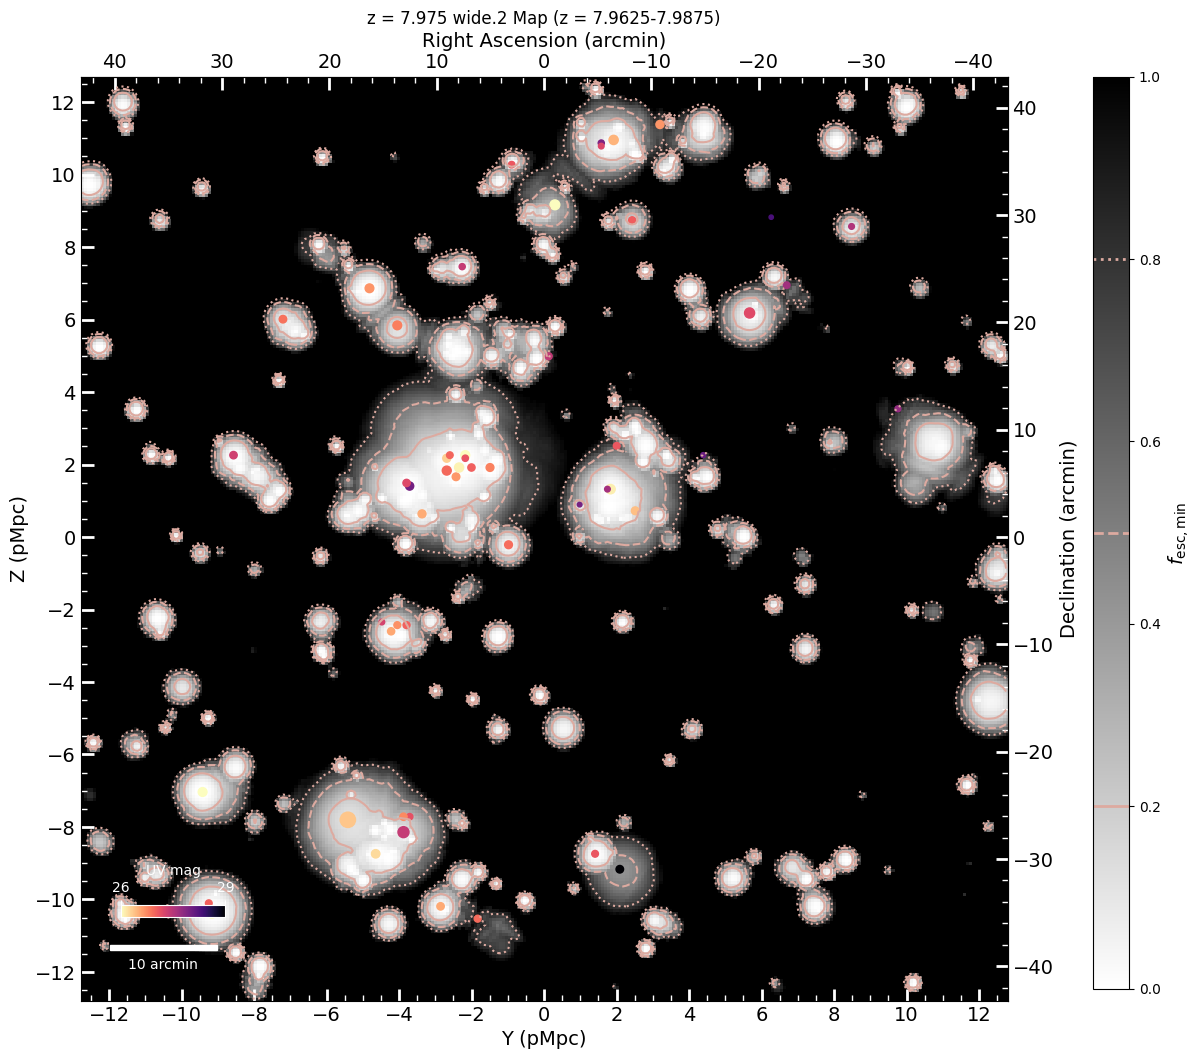 z = 7.975 wide.2 Map (z = 7.9625-7.9875)
Right Ascension (arcmin)
40 30 20 10 0 −10 −20 −30 −40
12
10
8
6
4
2
0
−2
−4
−6
−8
−10
−12
Z (pMpc)
UV mag
26 29
10 arcmin
−12 −10 −8 −6 −4 −2 0 2 4 6 8 10 12
Y (pMpc)
40
30
20
10
0
−10
−20
−30
−40
Declination (arcmin)
1.0
0.8
0.6
0.4
0.2
0.0
fesc,min